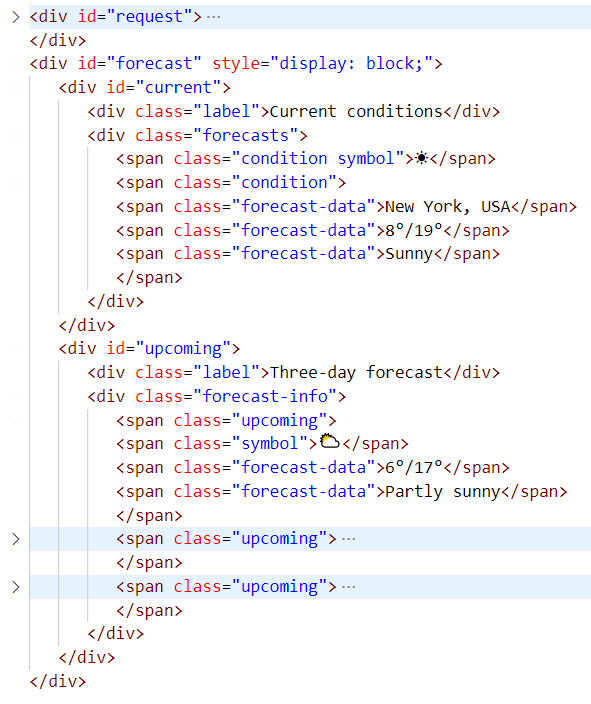 <div id="request"> ⋯
</div>
<div id="forecast" style="display: block;">
<div id="current">
<div class="label">Current conditions</div>
<div class="forecasts">
<span class="condition symbol">☀</span>
<span class="condition">
<span class="forecast-data">New York, USA</span>
<span class="forecast-data">8°/19°</span>
<span class="forecast-data">Sunny</span>
</span>
</div>
</div>
<div id="upcoming">
<div class="label">Three-day forecast</div>
<div class="forecast-info">
<span class="upcoming">
<span class="symbol">⛅</span>
<span class="forecast-data">6°/17°</span>
<span class="forecast-data">Partly sunny</span>
</span>
<span class="upcoming"> ⋯
</span>
<span class="upcoming"> ⋯
</span>
</div>
</div>
</div>